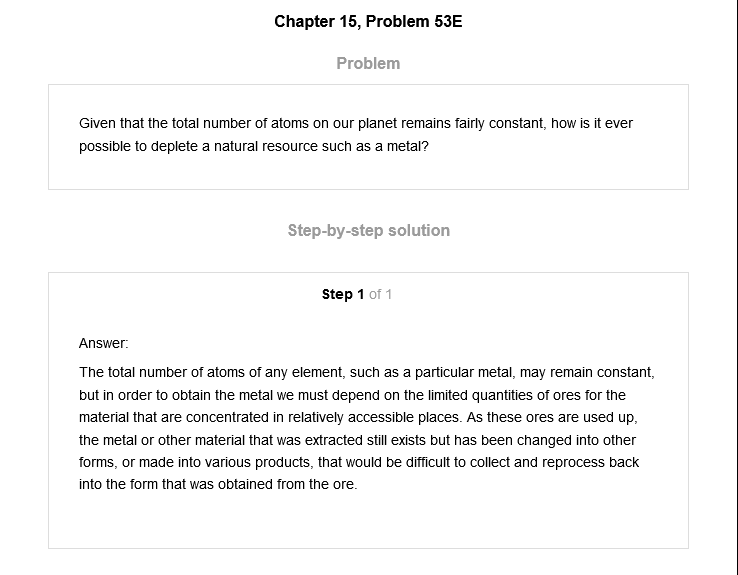 Chapter 15, Problem 53E
Problem
Given that the total number of atoms on our planet remains fairly constant, how is it ever
possible to deplete a natural resource such as a metal?
Step-by-step solution
Step 1 of 1
Answer:
The total number of atoms of any element, such as a particular metal, may remain constant,
but in order to obtain the metal we must depend on the limited quantities of ores for the
material that are concentrated in relatively accessible places. As these ores are used up,
the metal or other material that was extracted still exists but has been changed into other
forms, or made into various products, that would be difficult to collect and reprocess back
into the form that was obtained from the ore.